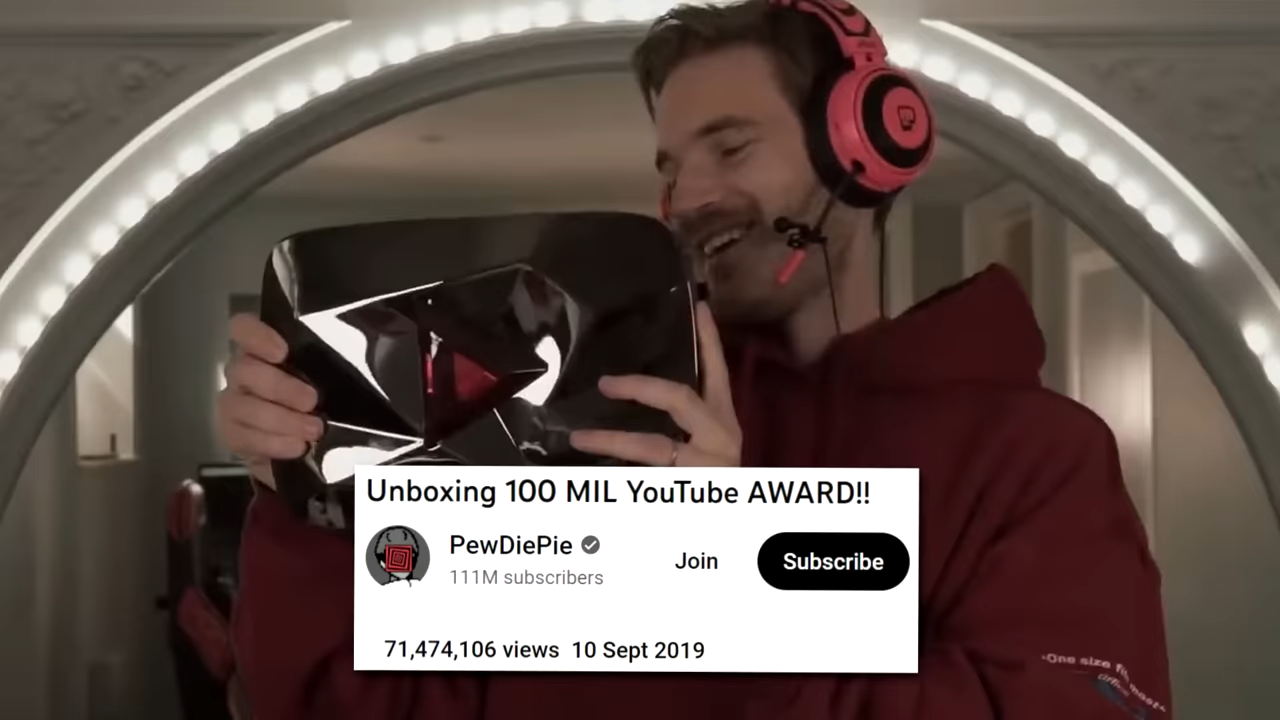 Unboxing 100 MIL YouTube AWARD!!
PewDiePie
111M subscribers
Join
Subscribe
71,474,106 views 10 Sept 2019
•One size fits most•